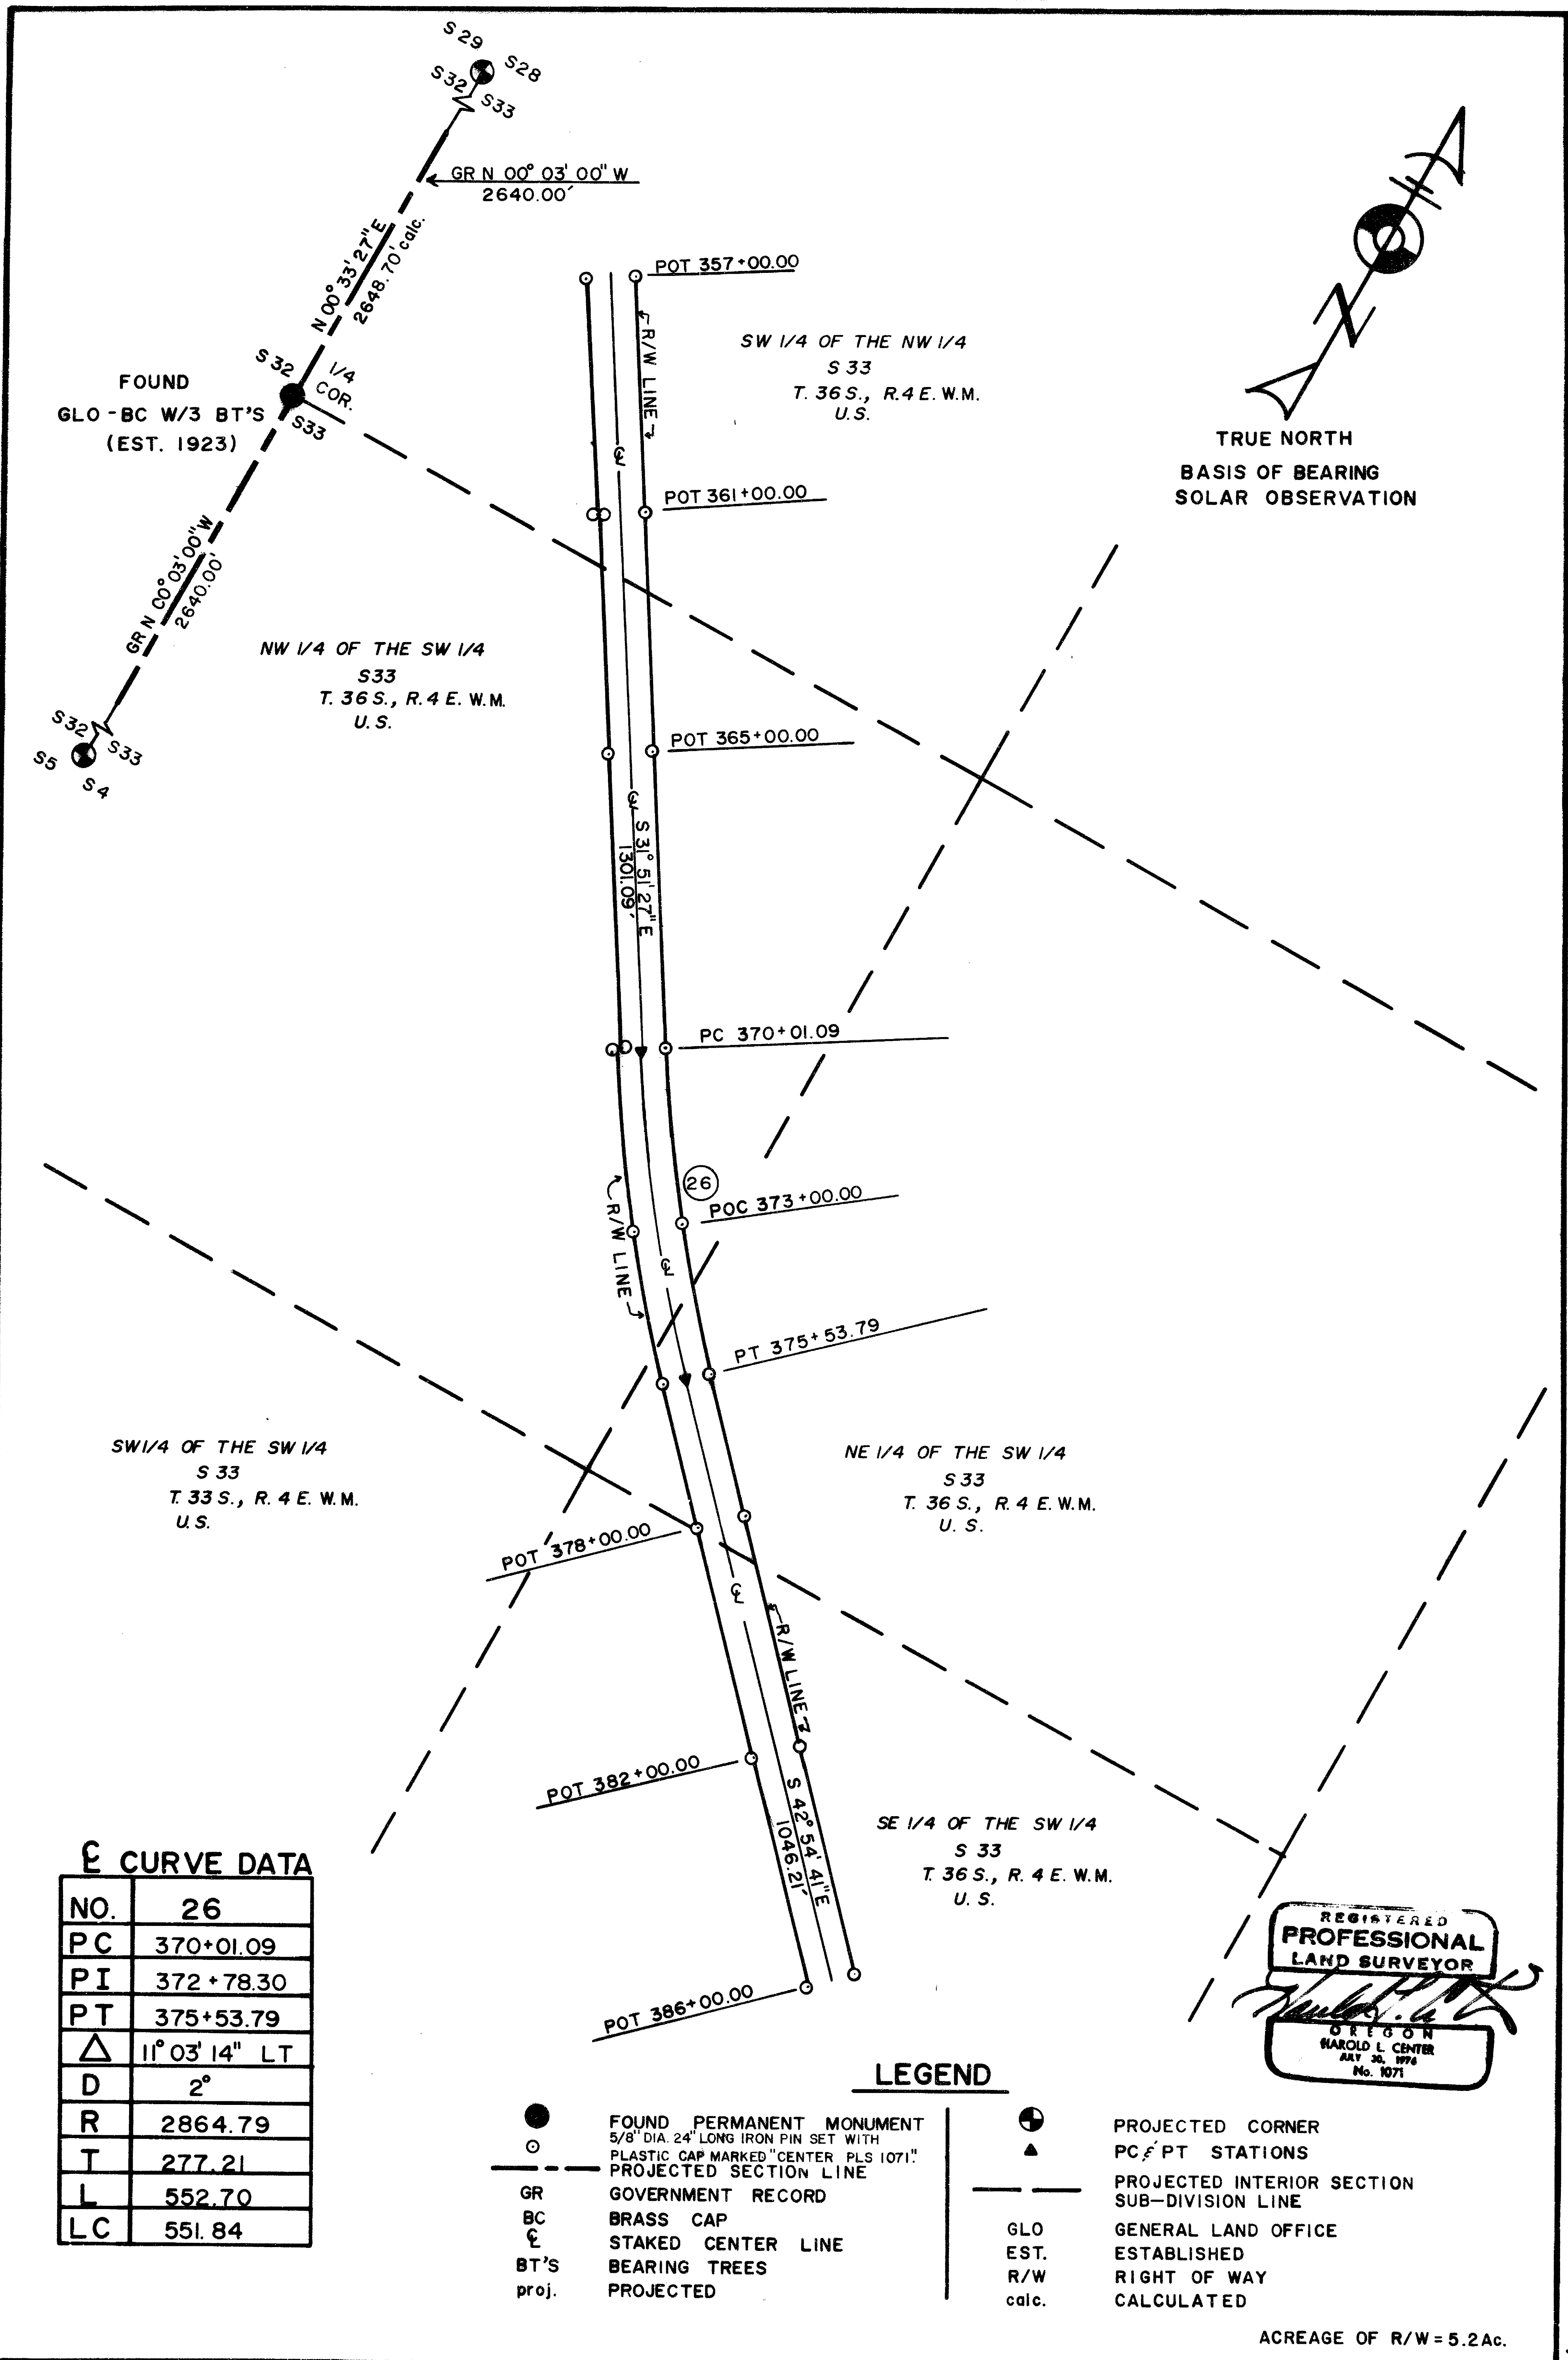 S 29
S28
S32
S33
GR N 00° 03' 00" W
2640.00'
N 00° 33' 27" E
2648.70' calc.
S 32
1/4
COR.
S33
FOUND
GLO - BC W/3 BT'S
(EST. 1923)
GR N 00° 03' 00" W
2640.00'
S32
S33
S5
S 4
TRUE NORTH
BASIS OF BEARING
SOLAR OBSERVATION
N
POT 357+00.00
R/W LINE
SW 1/4 OF THE NW 1/4
S 33
T. 36 S., R.4 E. W.M.
U.S.
℄
POT 361+00.00
NW 1/4 OF THE SW 1/4
S33
T. 36 S., R. 4 E. W.M.
U.S.
POT 365+00.00
℄
S 31° 51' 27" E
1301.09'
PC 370+01.09
26
POC 373+00.00
R/W LINE
℄
PT 375+53.79
SW1/4 OF THE SW 1/4
S 33
T. 33 S., R. 4 E. W.M.
U.S.
NE 1/4 OF THE SW 1/4
S 33
T. 36 S., R. 4 E. W.M.
U. S.
POT 378+00.00
℄
R/W LINE
POT 382+00.00
S 42° 54' 41" E
1046.21'
SE 1/4 OF THE SW 1/4
S 33
T. 36 S., R. 4 E. W.M.
U. S.
POT 386+00.00
℄ CURVE DATA
NO. 26
PC 370+01.09
PI 372+78.30
PT 375+53.79
△ 11° 03' 14" LT
D 2°
R 2864.79
T 277.21
L 552.70
LC 551.84
REGISTERED
PROFESSIONAL
LAND SURVEYOR
OREGON
HAROLD L. CENTER
JULY 30, 1976
No. 1071
LEGEND
FOUND PERMANENT MONUMENT
5/8" DIA. 24" LONG IRON PIN SET WITH
PLASTIC CAP MARKED "CENTER PLS 1071".
PROJECTED SECTION LINE
GR GOVERNMENT RECORD
BC BRASS CAP
℄ STAKED CENTER LINE
BT'S BEARING TREES
proj. PROJECTED
PROJECTED CORNER
PC & PT STATIONS
PROJECTED INTERIOR SECTION
SUB-DIVISION LINE
GLO GENERAL LAND OFFICE
EST. ESTABLISHED
R/W RIGHT OF WAY
calc. CALCULATED
ACREAGE OF R/W = 5.2 Ac.